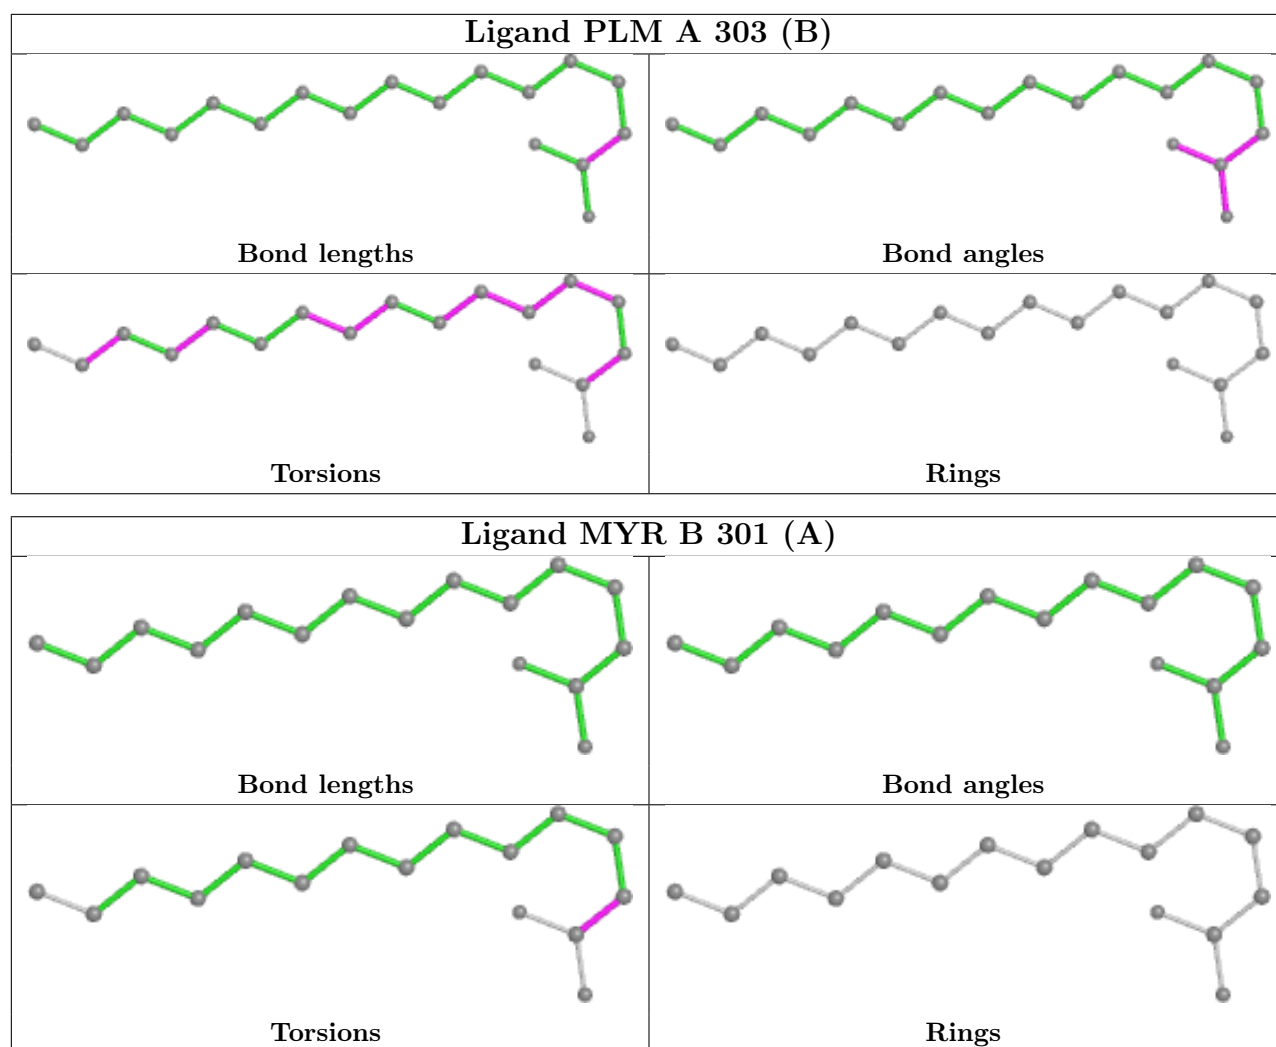 Ligand PLM A 303 (B)
Bond lengths
Bond angles
Torsions
Rings
Ligand MYR B 301 (A)
Bond lengths
Bond angles
Torsions
Rings